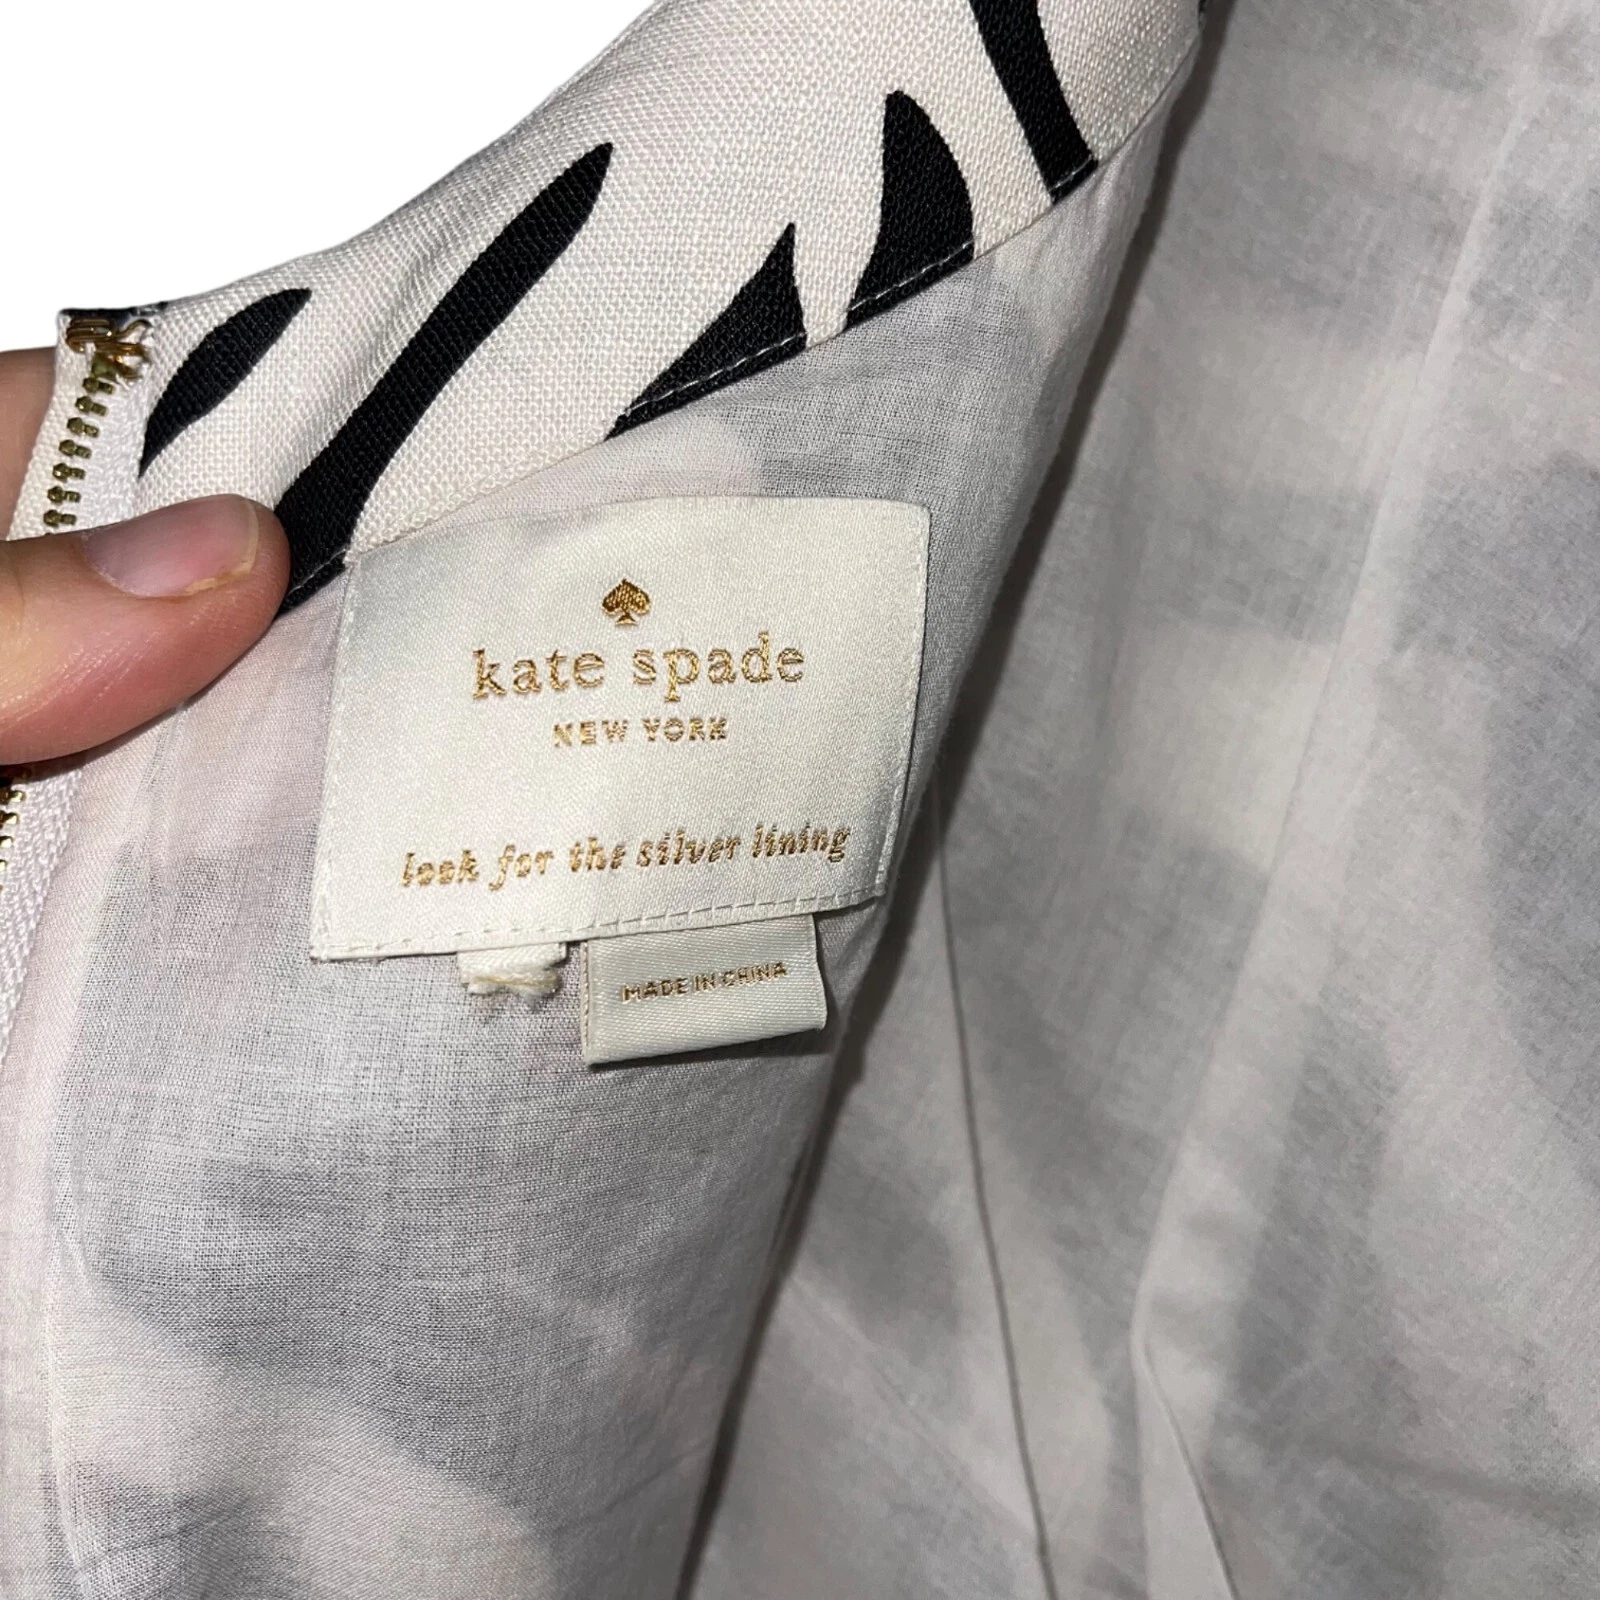 kate spade
NEW YORK
look for the silver lining
MADE IN CHINA